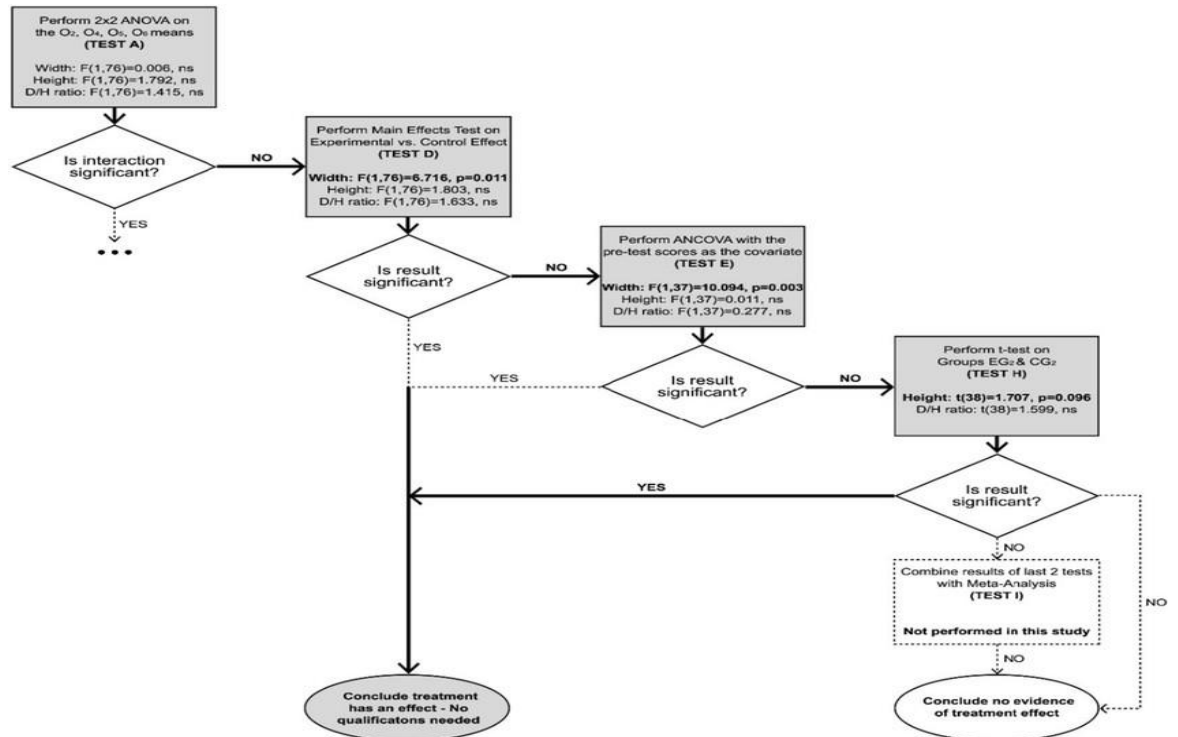 Perform 2x2 ANOVA on
the O₂, O₄, O₅, O₆ means
(TEST A)
Width: F(1,76)=0.006, ns
Height: F(1,76)=1.792, ns
D/H ratio: F(1,76)=1.415, ns
Is interaction
significant?
NO
YES
Perform Main Effects Test on
Experimental vs. Control Effect
(TEST D)
Width: F(1,76)=6.716, p=0.011
Height: F(1,76)=1.803, ns
D/H ratio: F(1,76)=1.633, ns
Is result
significant?
NO
YES
Perform ANCOVA with the
pre-test scores as the covariate
(TEST E)
Width: F(1,37)=10.094, p=0.003
Height: F(1,37)=0.011, ns
D/H ratio: F(1,37)=0.277, ns
Is result
significant?
YES
NO
Perform t-test on
Groups EG₂ & CG₂
(TEST H)
Height: t(38)=1.707, p=0.096
D/H ratio: t(38)=1.599, ns
Is result
significant?
YES
NO
NO
Combine results of last 2 tests
with Meta-Analysis
(TEST I)
Not performed in this study
NO
Conclude treatment
has an effect - No
qualificatons needed
Conclude no evidence
of treatment effect